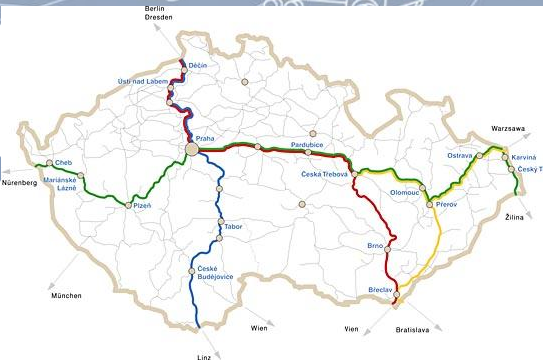 Berlin
Dresden
Děčín
Ústí nad Labem
Praha
Pardubice
Warszawa
Ostrava
Karviná
Český T
Cheb
Mariánské
Lázně
Nürenberg
Česká Třebová
Olomouc
Přerov
Plzeň
Žilina
Tábor
Brno
České
Budějovice
Břeclav
München
Wien
Vien
Bratislava
Linz